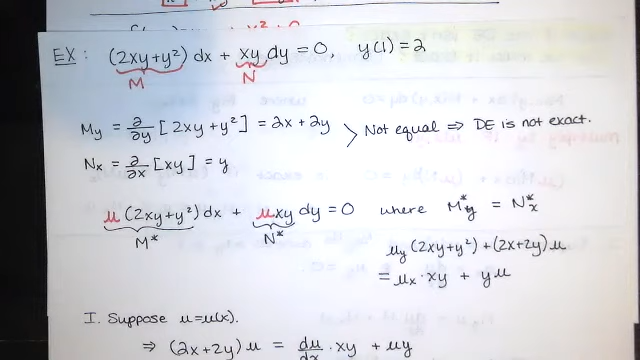 EX: (2xy+y²) dx + xy dy = 0, y(1) = 2
M N
My = ∂/∂y [2xy + y²] = 2x + 2y
Nx = ∂/∂x [xy] = y
> Not equal ⟹ DE is not exact.
μ(2xy+y²)dx + μxy dy = 0 where M*y = N*x
M* N*
μy (2xy+y²) + (2x+2y)μ
= μx · xy + yμ
I. Suppose μ=μ(x).
⟹ (2x+2y)μ = dμ/dx · xy + μy